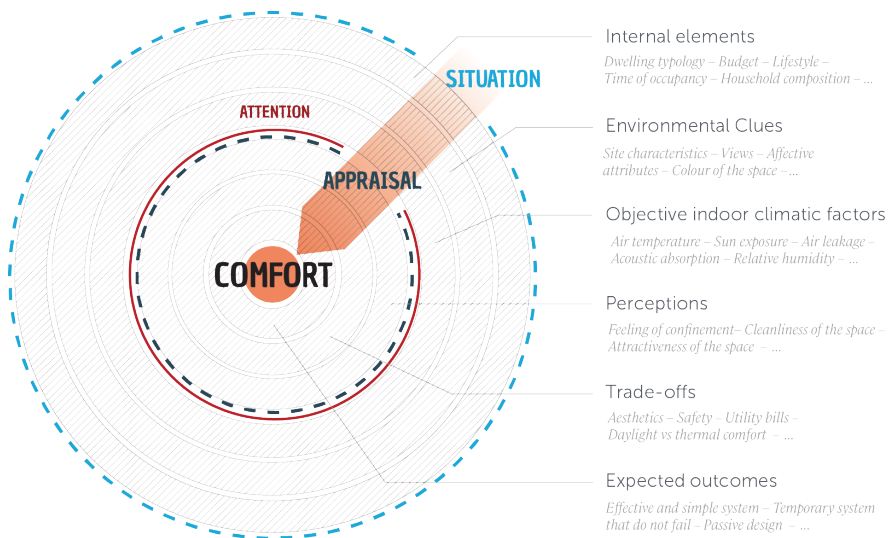 Internal elements
Dwelling typology – Budget – Lifestyle –
Time of occupancy – Household composition – ...
SITUATION
ATTENTION
Environmental Clues
Site characteristics – Views – Affective
attributes – Colour of the space –...
APPRAISAL
Objective indoor climatic factors
Air temperature – Sun exposure – Air leakage –
Acoustic absorption – Relative humidity – ...
COMFORT
Perceptions
Feeling of confinement– Cleanliness of the space –
Attractiveness of the space – ...
Trade-offs
Aesthetics – Safety – Utility bills –
Daylight vs thermal comfort – ...
Expected outcomes
Effective and simple system – Temporary system
that do not fail – Passive design – ...